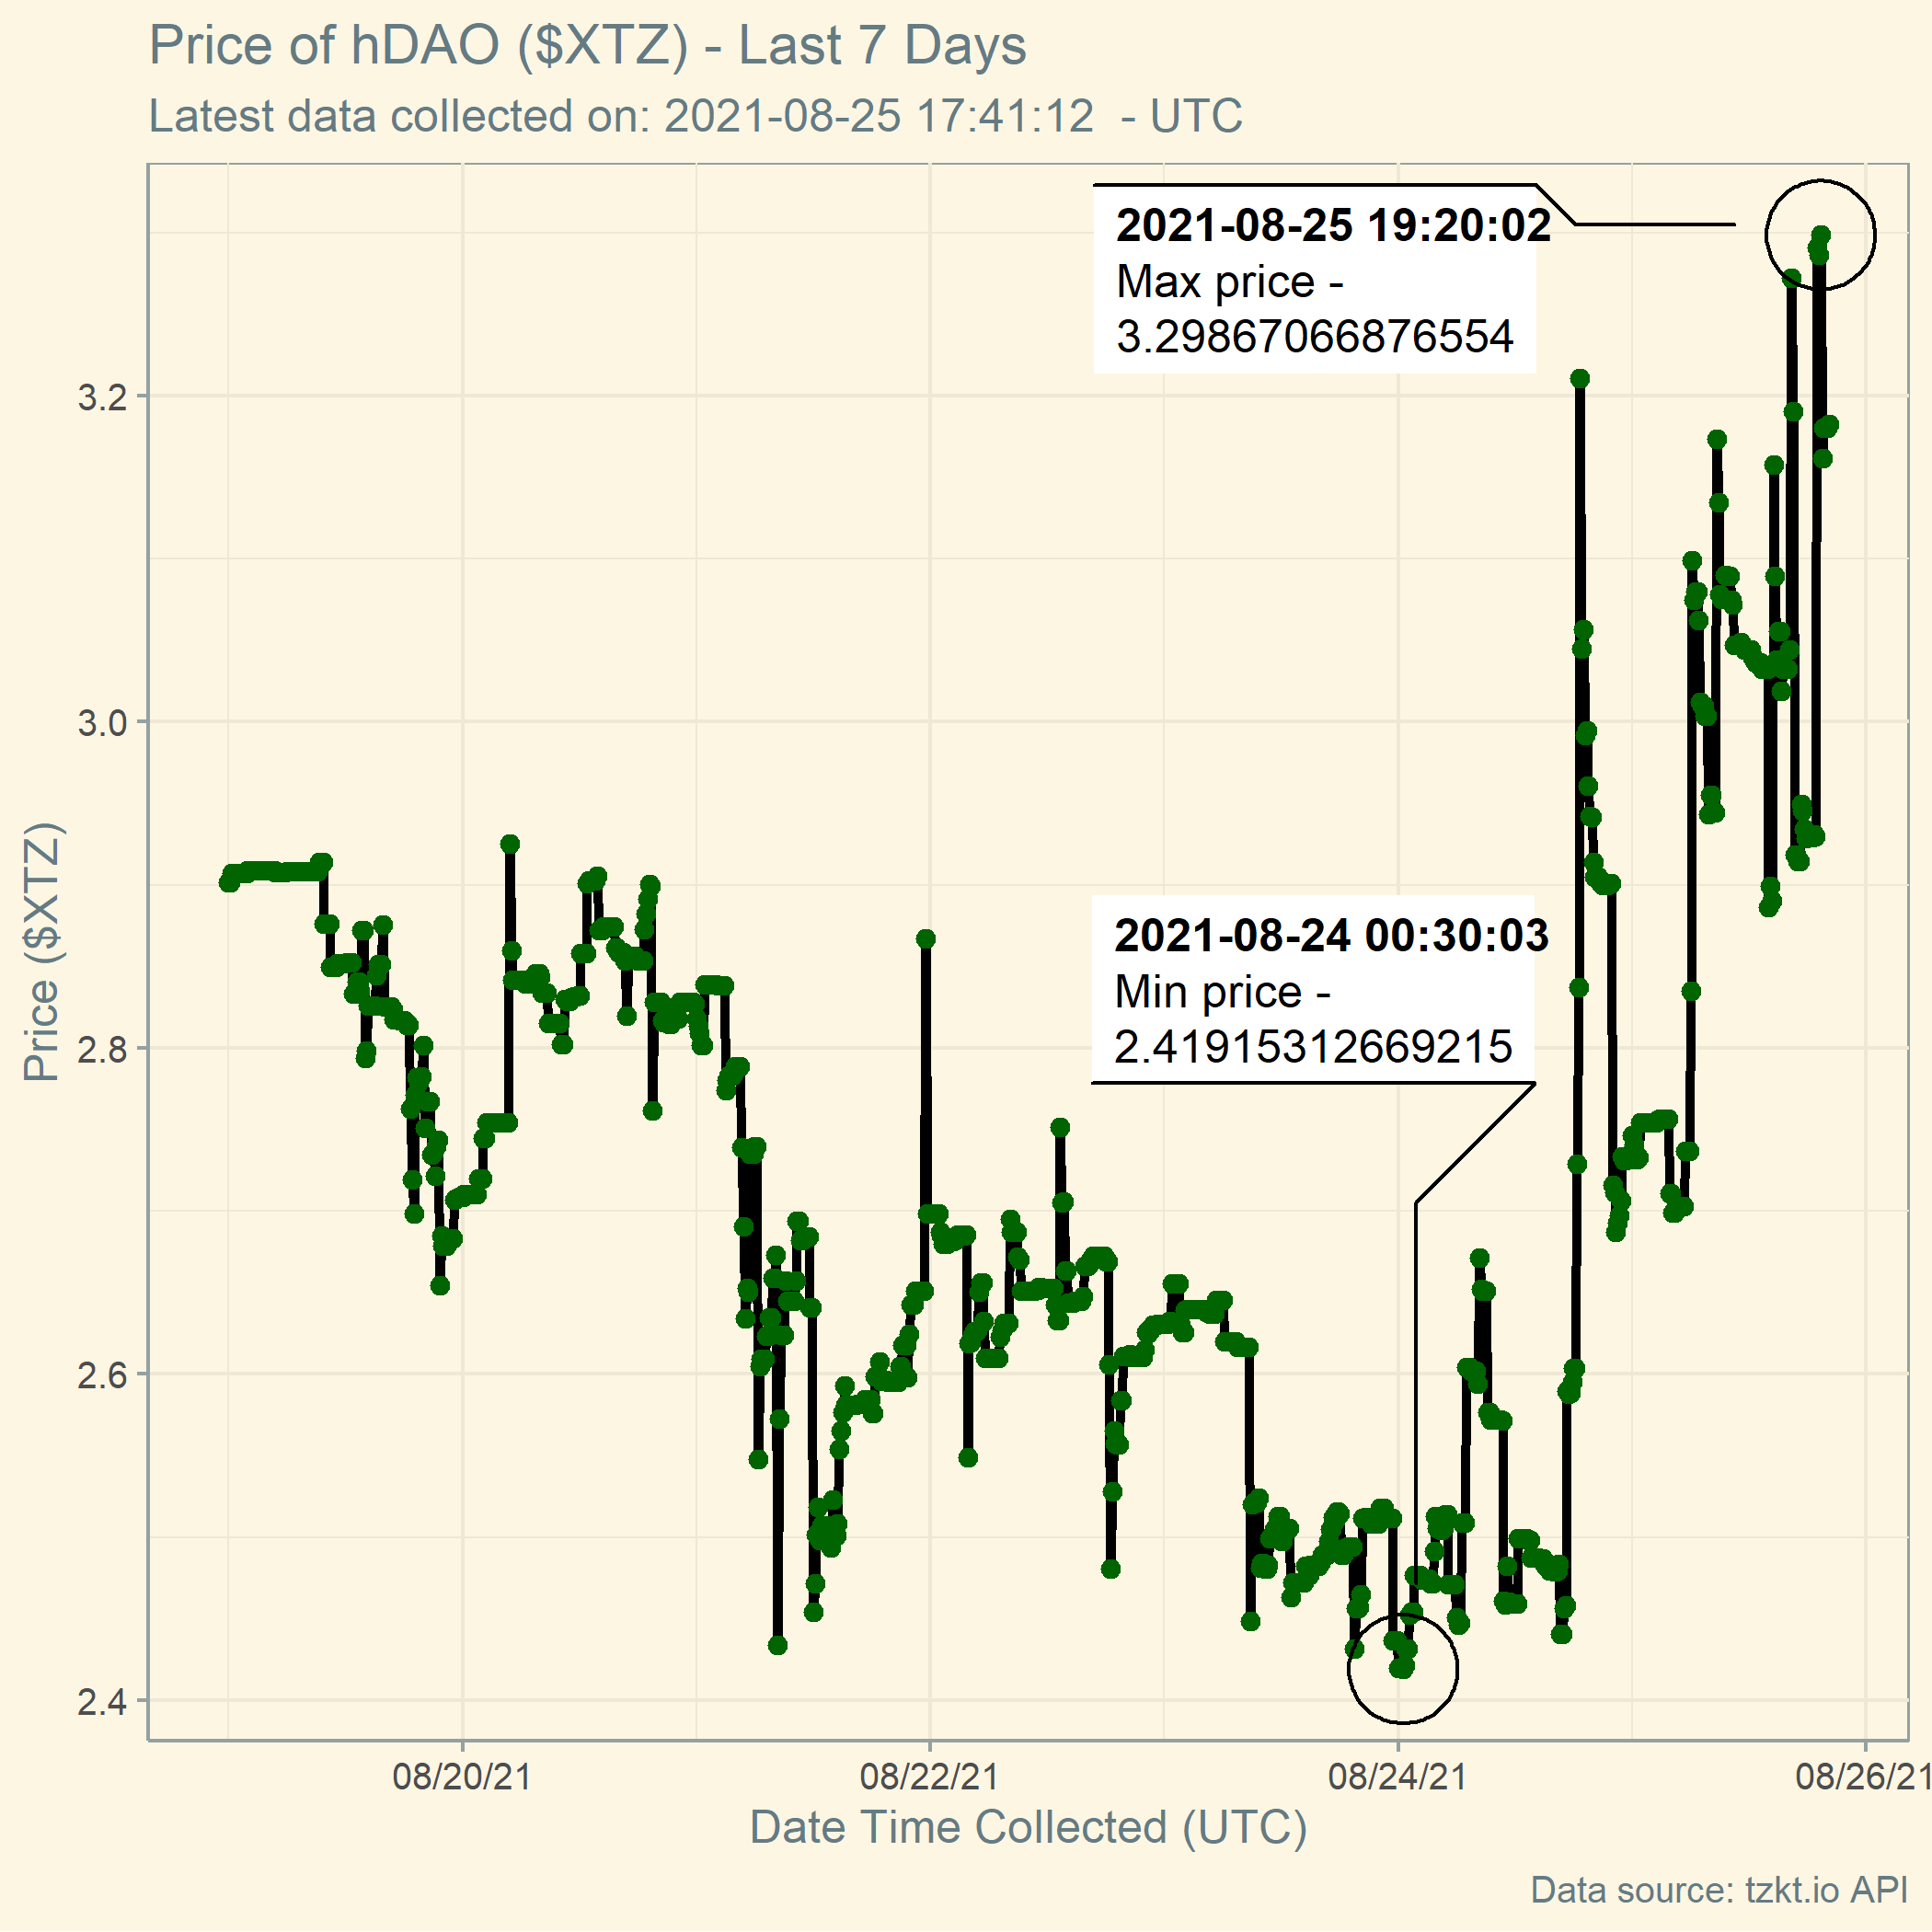 Price of hDAO ($XTZ) - Last 7 Days
Latest data collected on: 2021-08-25 17:41:12  - UTC
2021-08-25 19:20:02
Max price -
3.29867066876554
3.2
3.0
2021-08-24 00:30:03
Min price -
2.41915312669215
2.8
2.6
2.4
Price ($XTZ)
08/20/21
08/22/21
08/24/21
08/26/21
Date Time Collected (UTC)
Data source: tzkt.io API